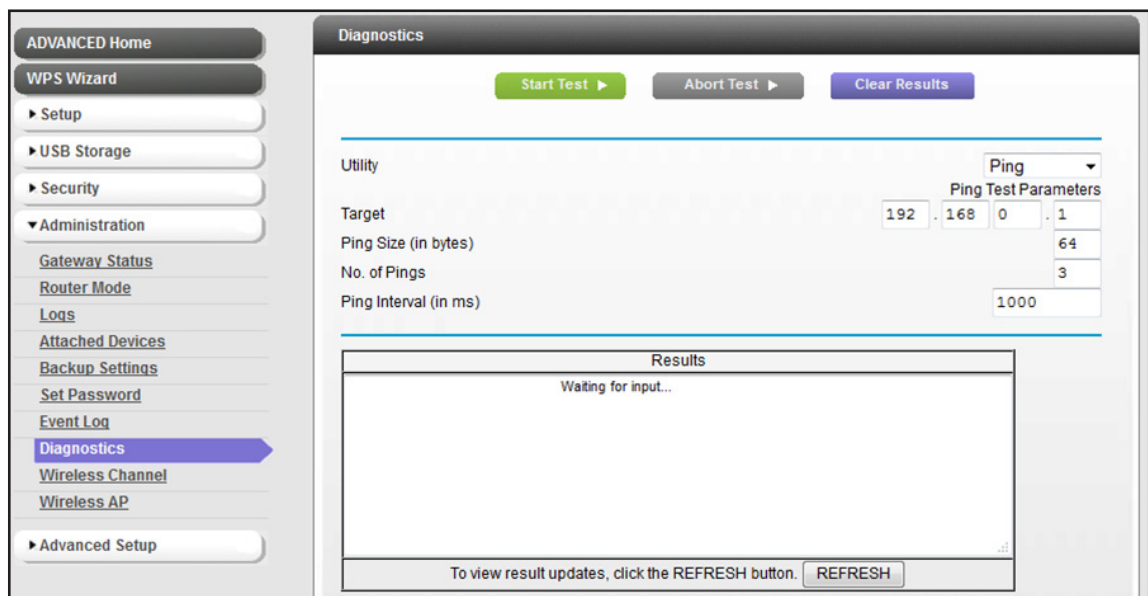 ADVANCED Home
WPS Wizard
Setup
USB Storage
Security
Administration
Gateway Status
Router Mode
Logs
Attached Devices
Backup Settings
Set Password
Event Log
Diagnostics
Wireless Channel
Wireless AP
Advanced Setup
Diagnostics
Start Test Abort Test Clear Results
Utility Ping
Ping Test Parameters
Target 192 . 168 0 . 1
Ping Size (in bytes) 64
No. of Pings 3
Ping Interval (in ms) 1000
Results
Waiting for input...
To view result updates, click the REFRESH button. REFRESH